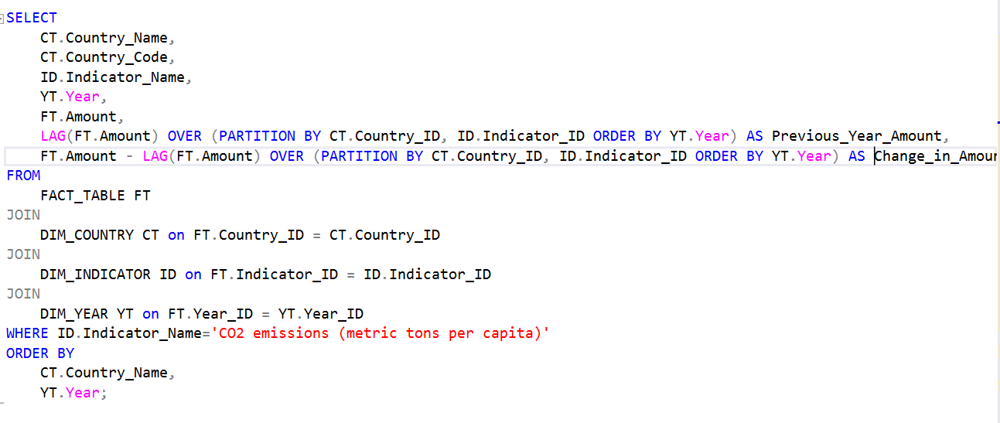 SELECT
CT.Country_Name,
CT.Country_Code,
ID.Indicator_Name,
YT.Year,
FT.Amount,
LAG(FT.Amount) OVER (PARTITION BY CT.Country_ID, ID.Indicator_ID ORDER BY YT.Year) AS Previous_Year_Amount,
FT.Amount - LAG(FT.Amount) OVER (PARTITION BY CT.Country_ID, ID.Indicator_ID ORDER BY YT.Year) AS
FROM
FACT_TABLE FT
JOIN
DIM_COUNTRY CT on FT.Country_ID = CT.Country_ID
JOIN
DIM_INDICATOR ID on FT.Indicator_ID = ID.Indicator_ID
JOIN
DIM_YEAR YT on FT.Year_ID = YT.Year_ID
WHERE ID.Indicator_Name='CO2 emissions (metric tons per capita)'
ORDER BY
CT.Country_Name,
YT.Year;